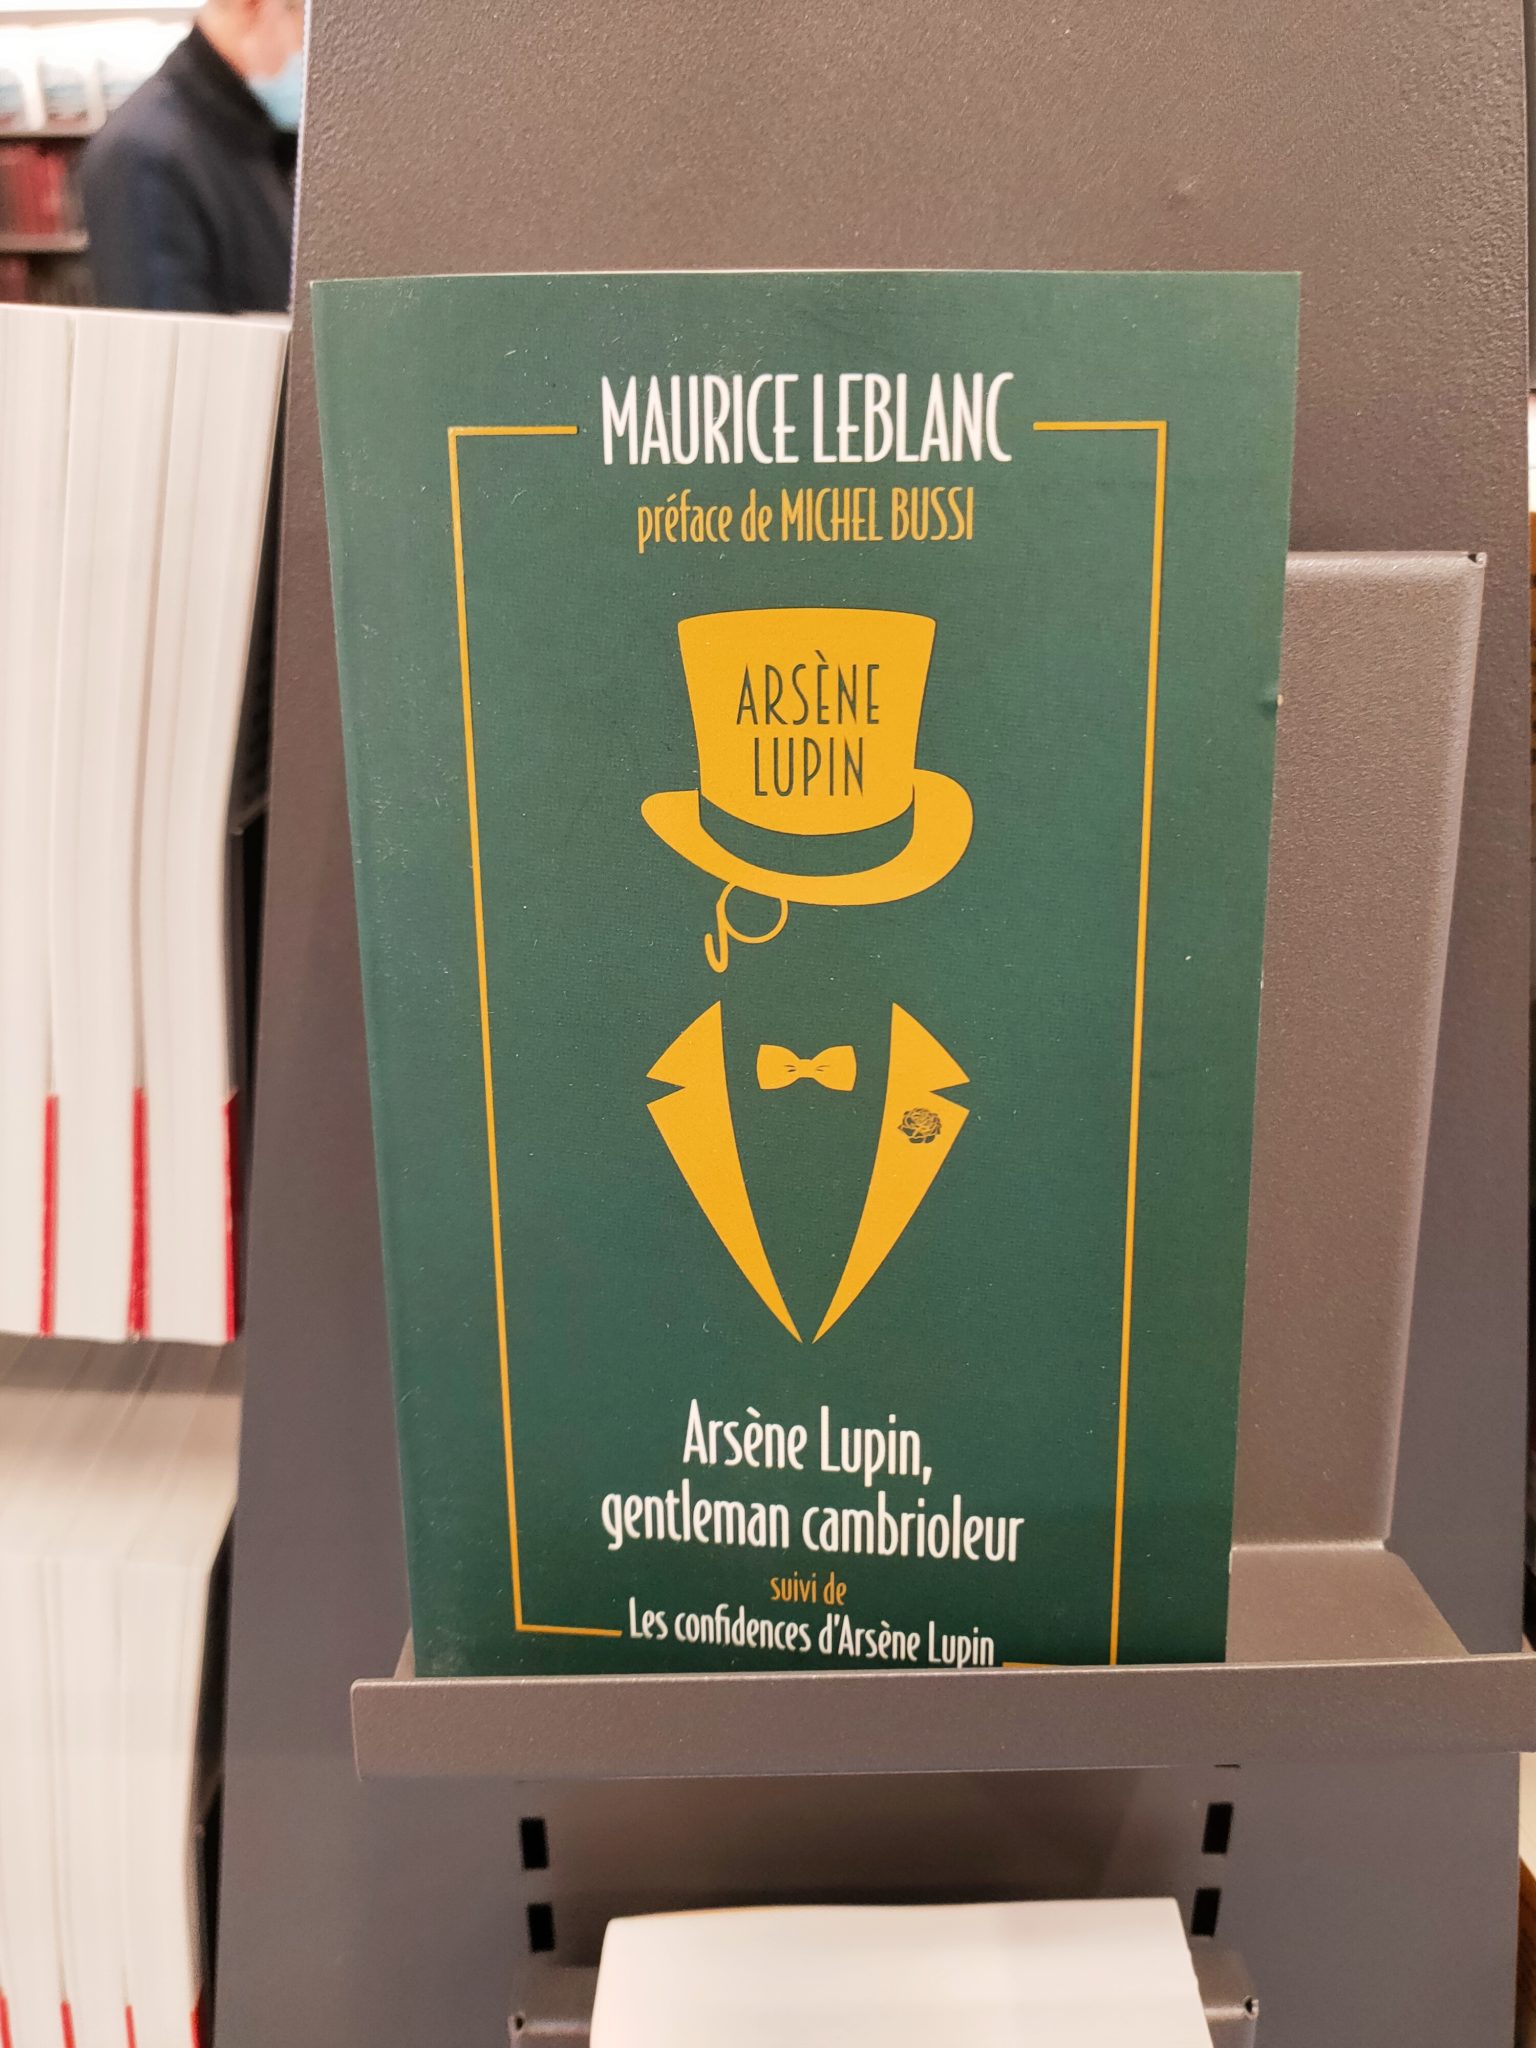 MAURICE LEBLANC
préface de MICHEL BUSSI
ARSÈNE
LUPIN
Arsène Lupin,
gentleman cambrioleur
suivi de
Les confidences d'Arsène Lupin